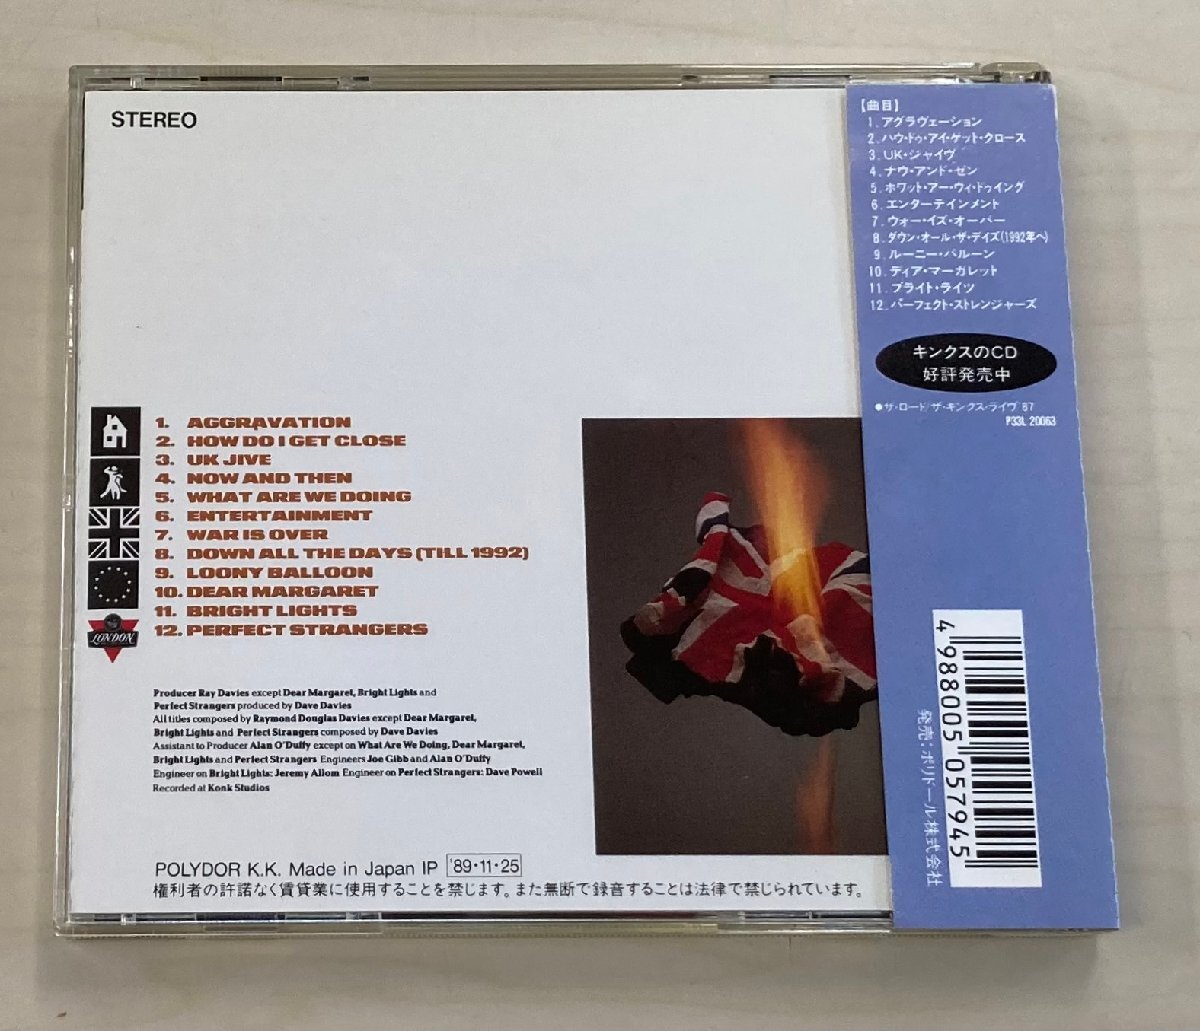 STEREO
1. AGGRAVATION
2. HOW DO I GET CLOSE
3. UK JIVE
4. NOW AND THEN
5. WHAT ARE WE DOING
6. ENTERTAINMENT
7. WAR IS OVER
8. DOWN ALL THE DAYS (TILL 1992)
9. LOONY BALLOON
10. DEAR MARGARET
11. BRIGHT LIGHTS
12. PERFECT STRANGERS
LONDON
Producer Ray Davies except Dear Margaret, Bright Lights and
Perfect Strangers produced by Dave Davies
All titles composed by Raymond Douglas Davies except Dear Margaret,
Bright Lights and Perfect Strangers composed by Dave Davies
Assistant to Producer Alan O'Duffy except on What Are We Doing, Dear Margaret,
Bright Lights and Perfect Strangers Engineers Joe Gibb and Alan O'Duffy
Engineer on Bright Lights: Jeremy Allom Engineer on Perfect Strangers: Dave Powell
Recorded at Konk Studios
POLYDOR K.K. Made in Japan IP '89・11・25
権利者の許諾なく賃貸業に使用することを禁じます。また無断で録音することは法律で禁じられています。
【曲目】
1. アグラヴェーション
2. ハウ・ドゥ・アイ・ゲット・クロース
3. UK・ジャイヴ
4. ナウ・アンド・ゼン
5. ホワット・アー・ウィ・ドゥイング
6. エンターテインメント
7. ウォー・イズ・オーバー
8. ダウン・オール・ザ・デイズ(1992年へ)
9. ルーニー・バルーン
10. ディア・マーガレット
11. ブライト・ライツ
12. パーフェクト・ストレンジャーズ
キンクスのCD
好評発売中
●ザ・ロード/ザ・キンクス・ライヴ'87
P33L 20063
4 988005 057945
発売:ポリドール株式会社